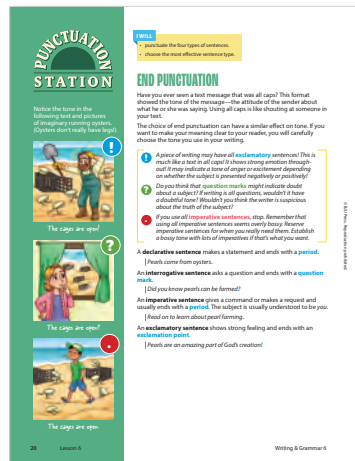 PUNCTUATION
STATION
Notice the tone in the
following text and pictures
of imaginary running oysters.
(Oysters don't really have legs!)
!
The cages are open!
?
The cages are open?
.
The cages are open.
20 Lesson 6
I WILL
• punctuate the four types of sentences.
• choose the most effective sentence type.
END PUNCTUATION
Have you ever seen a text message that was all caps? This format
showed the tone of the message—the attitude of the sender about
what he or she was saying. Using all caps is like shouting at someone in
your text.
The choice of end punctuation can have a similar effect on tone. If you
want to make your meaning clear to your reader, you will carefully
choose the tone you use in your writing.
! A piece of writing may have all exclamatory sentences! This is
much like a text in all caps! It shows strong emotion through-
out! It may indicate a tone of anger or excitement depending
on whether the subject is presented negatively or positively!
? Do you think that question marks might indicate doubt
about a subject? If writing is all questions, wouldn't it have
a doubtful tone? Wouldn't you think the writer is suspicious
about the truth of the subject?
. If you use all imperative sentences, stop. Remember that
using all imperative sentences seems overly bossy. Reserve
imperative sentences for when you really need them. Establish
a bossy tone with lots of imperatives if that's what you want.
A declarative sentence makes a statement and ends with a period.
Pearls come from oysters.
An interrogative sentence asks a question and ends with a question
mark.
Did you know pearls can be farmed?
An imperative sentence gives a command or makes a request and
usually ends with a period. The subject is usually understood to be you.
Read on to learn about pearl farming.
An exclamatory sentence shows strong feeling and ends with an
exclamation point.
Pearls are an amazing part of God's creation!
© BJU Press. Reproduction prohibited.
Writing & Grammar 6